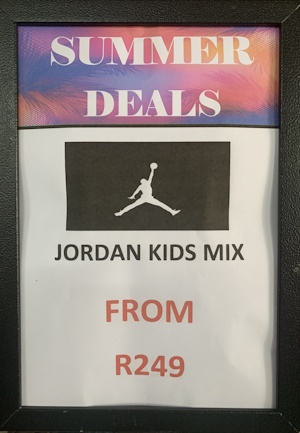 SUMMER
DEALS
JORDAN KIDS MIX
FROM
R249